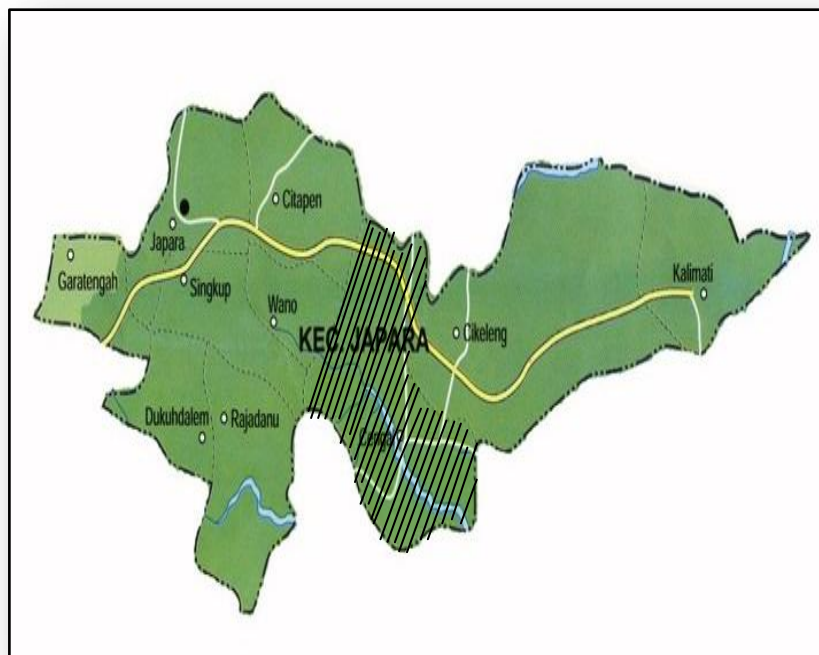 Citapen
Japara
Garatengah
Singkup
Kalimati
Wano
KEC. JAPARA
Cikeleng
Dukuhdalem
Rajadanu